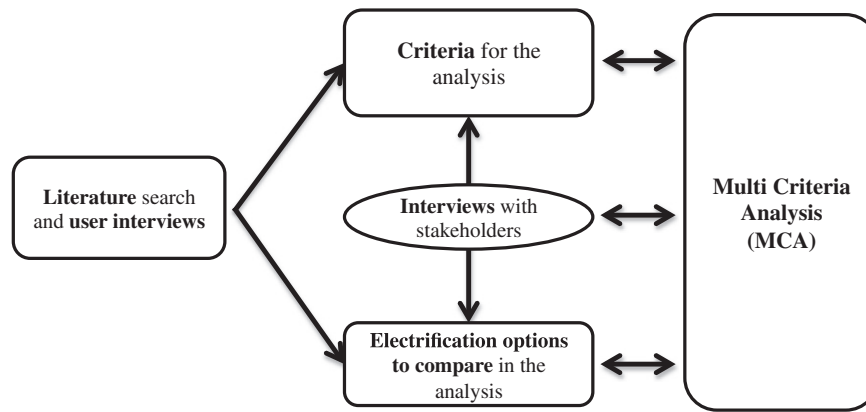 Literature search
and user interviews
Criteria for the
analysis
Interviews with
stakeholders
Electrification options
to compare in the
analysis
Multi Criteria
Analysis
(MCA)